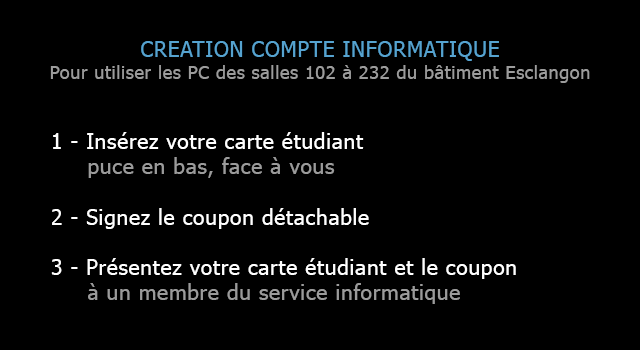 CREATION COMPTE INFORMATIQUE
Pour utiliser les PC des salles 102 à 232 du bâtiment Esclangon
1 - Insérez votre carte étudiant
puce en bas, face à vous
2 - Signez le coupon détachable
3 - Présentez votre carte étudiant et le coupon
à un membre du service informatique